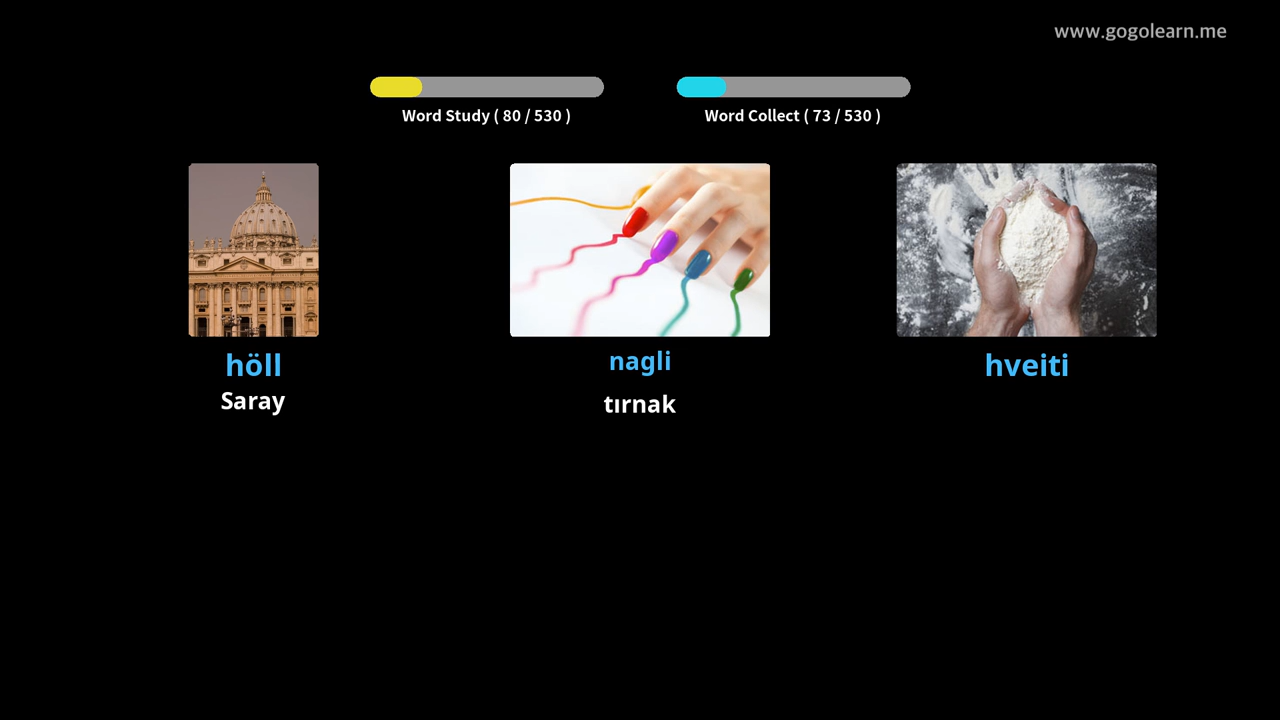 www.gogolearn.me
Word Study ( 80 / 530 )
Word Collect ( 73 / 530 )
höll
Saray
nagli
tırnak
hveiti